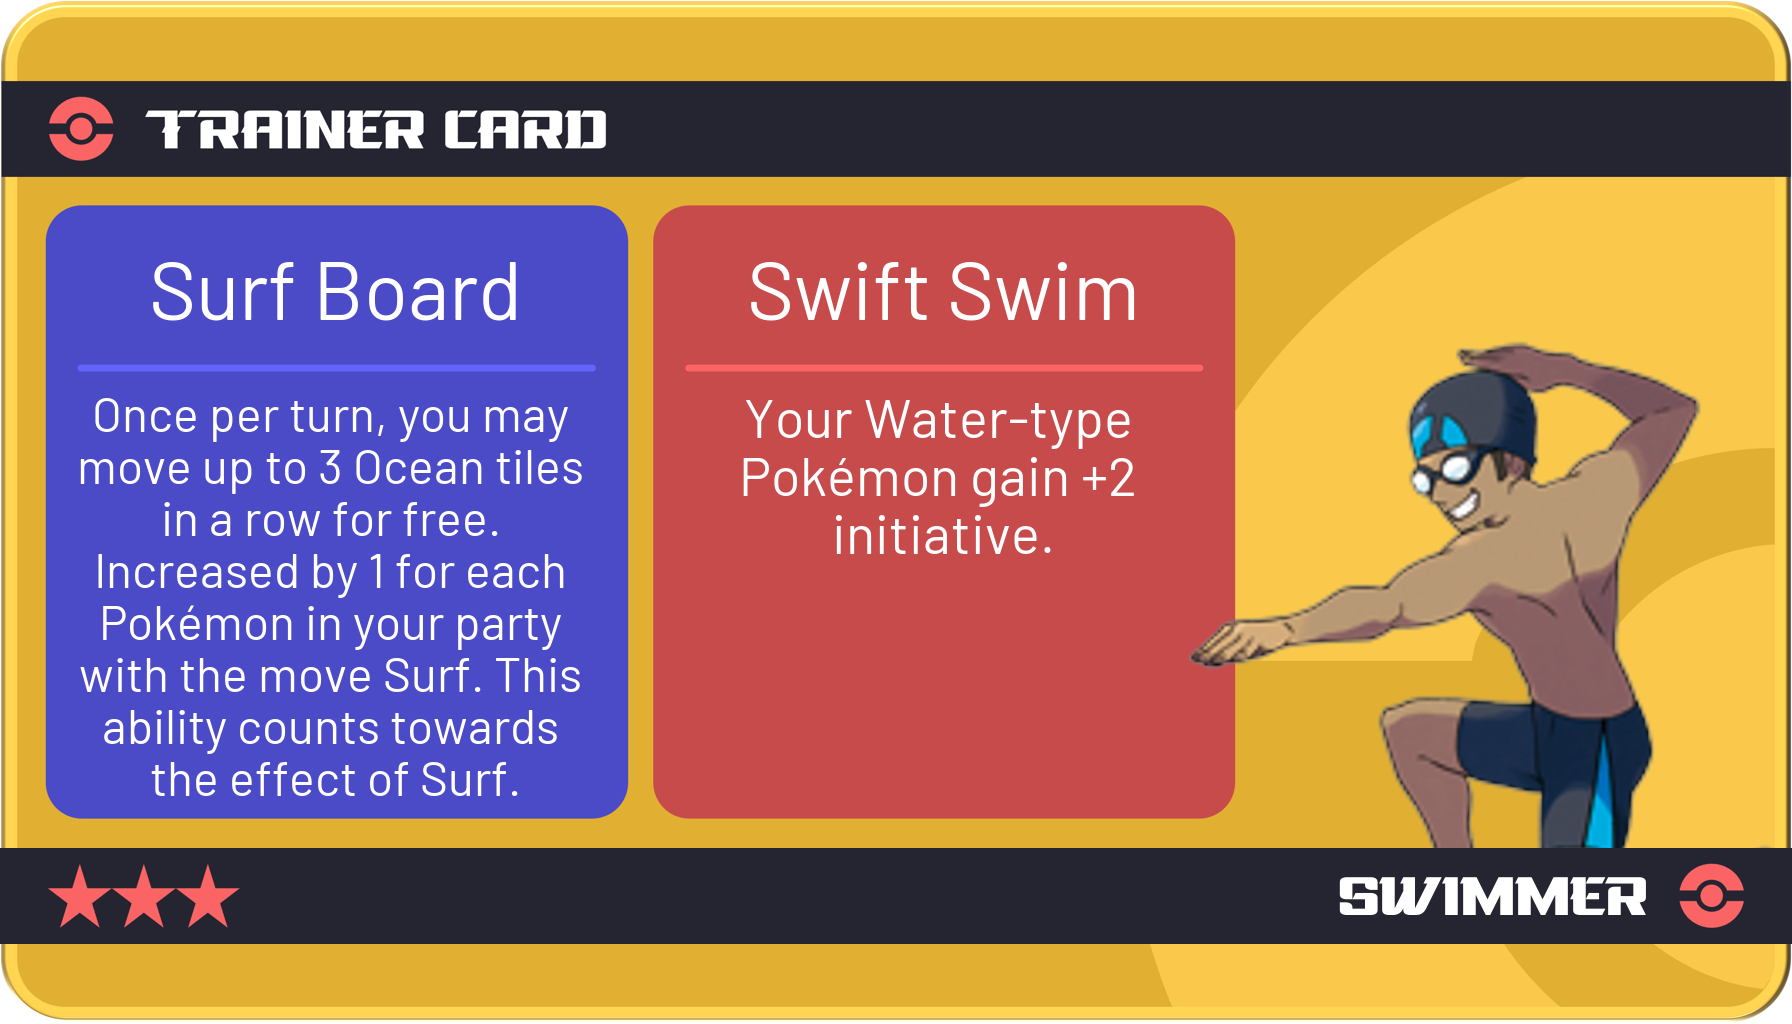 TRAINER CARD
Surf Board
Once per turn, you may
move up to 3 Ocean tiles
in a row for free.
Increased by 1 for each
Pokémon in your party
with the move Surf. This
ability counts towards
the effect of Surf.
Swift Swim
Your Water-type
Pokémon gain +2
initiative.
SWIMMER